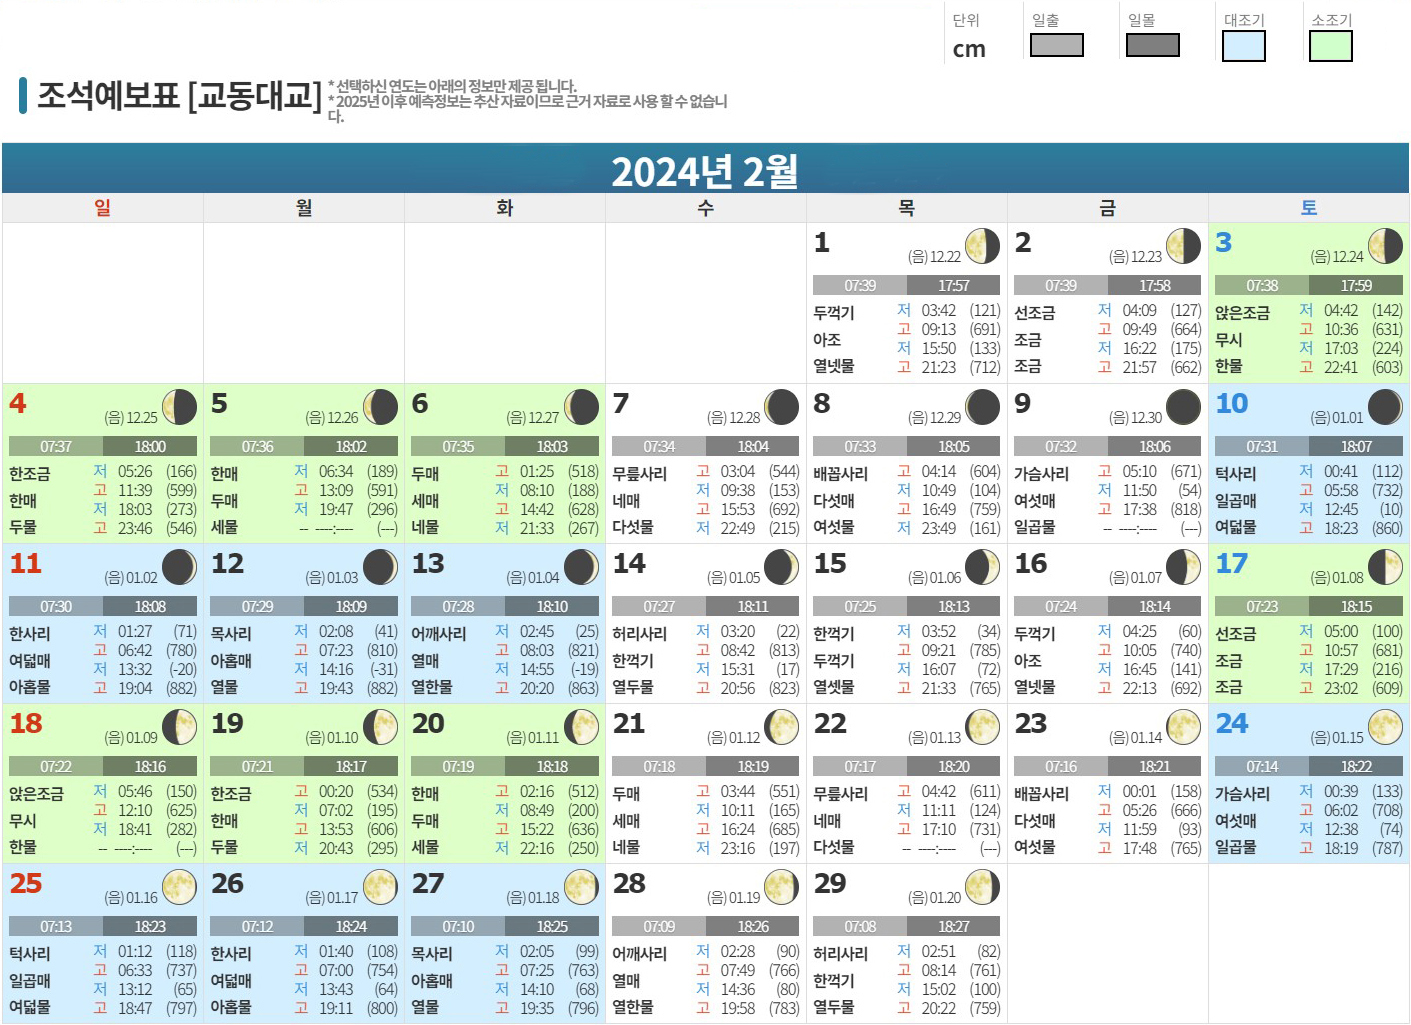 단위 일출 일몰 대조기 소조기
cm
조석예보표 [교동대교]
* 선택하신 연도는 아래의 정보만 제공 됩니다.
* 2025년 이후 예측정보는 추산 자료이므로 근거 자료로 사용 할 수 없습니
다.
2024년 2월
일 월 화 수 목 금 토
1 (음) 12.22
07:39 17:57
두꺽기 아조 열넷물
저 03:42 (121)
고 09:13 (691)
저 15:50 (133)
고 21:23 (712)
2 (음) 12.23
07:39 17:58
선조금 조금 조금
저 04:09 (127)
고 09:49 (664)
저 16:22 (175)
고 21:57 (662)
3 (음) 12.24
07:38 17:59
앉은조금 무시 한물
저 04:42 (142)
고 10:36 (631)
저 17:03 (224)
고 22:41 (603)
4 (음) 12.25
07:37 18:00
한조금 한매 두물
저 05:26 (166)
고 11:39 (599)
저 18:03 (273)
고 23:46 (546)
5 (음) 12.26
07:36 18:02
한매 두매 세물
저 06:34 (189)
고 13:09 (591)
저 19:47 (296)
-- ----:---- (---)
6 (음) 12.27
07:35 18:03
두매 세매 네물
고 01:25 (518)
저 08:10 (188)
고 14:42 (628)
저 21:33 (267)
7 (음) 12.28
07:34 18:04
무릎사리 네매 다섯물
고 03:04 (544)
저 09:38 (153)
고 15:53 (692)
저 22:49 (215)
8 (음) 12.29
07:33 18:05
배꼽사리 다섯매 여섯물
고 04:14 (604)
저 10:49 (104)
고 16:49 (759)
저 23:49 (161)
9 (음) 12.30
07:32 18:06
가슴사리 여섯매 일곱물
고 05:10 (671)
저 11:50 (54)
고 17:38 (818)
-- ----:---- (---)
10 (음) 01.01
07:31 18:07
턱사리 일곱매 여덟물
저 00:41 (112)
고 05:58 (732)
저 12:45 (10)
고 18:23 (860)
11 (음) 01.02
07:30 18:08
한사리 여덟매 아홉물
저 01:27 (71)
고 06:42 (780)
저 13:32 (-20)
고 19:04 (882)
12 (음) 01.03
07:29 18:09
목사리 아홉매 열물
저 02:08 (41)
고 07:23 (810)
저 14:16 (-31)
고 19:43 (882)
13 (음) 01.04
07:28 18:10
어깨사리 열매 열한물
저 02:45 (25)
고 08:03 (821)
저 14:55 (-19)
고 20:20 (863)
14 (음) 01.05
07:27 18:11
허리사리 한꺽기 열두물
저 03:20 (22)
고 08:42 (813)
저 15:31 (17)
고 20:56 (823)
15 (음) 01.06
07:25 18:13
한꺽기 두꺽기 열셋물
저 03:52 (34)
고 09:21 (785)
저 16:07 (72)
고 21:33 (765)
16 (음) 01.07
07:24 18:14
두꺽기 아조 열넷물
저 04:25 (60)
고 10:05 (740)
저 16:45 (141)
고 22:13 (692)
17 (음) 01.08
07:23 18:15
선조금 조금 조금
저 05:00 (100)
고 10:57 (681)
저 17:29 (216)
고 23:02 (609)
18 (음) 01.09
07:22 18:16
앉은조금 무시 한물
저 05:46 (150)
고 12:10 (625)
저 18:41 (282)
-- ----:---- (---)
19 (음) 01.10
07:21 18:17
한조금 한매 두물
고 00:20 (534)
저 07:02 (195)
고 13:53 (606)
저 20:43 (295)
20 (음) 01.11
07:19 18:18
한매 두매 세물
고 02:16 (512)
저 08:49 (200)
고 15:22 (636)
저 22:16 (250)
21 (음) 01.12
07:18 18:19
두매 세매 네물
고 03:44 (551)
저 10:11 (165)
고 16:24 (685)
저 23:16 (197)
22 (음) 01.13
07:17 18:20
무릎사리 네매 다섯물
고 04:42 (611)
저 11:11 (124)
고 17:10 (731)
-- ----:---- (---)
23 (음) 01.14
07:16 18:21
배꼽사리 다섯매 여섯물
저 00:01 (158)
고 05:26 (666)
저 11:59 (93)
고 17:48 (765)
24 (음) 01.15
07:14 18:22
가슴사리 여섯매 일곱물
저 00:39 (133)
고 06:02 (708)
저 12:38 (74)
고 18:19 (787)
25 (음) 01.16
07:13 18:23
턱사리 일곱매 여덟물
저 01:12 (118)
고 06:33 (737)
저 13:12 (65)
고 18:47 (797)
26 (음) 01.17
07:12 18:24
한사리 여덟매 아홉물
저 01:40 (108)
고 07:00 (754)
저 13:43 (64)
고 19:11 (800)
27 (음) 01.18
07:10 18:25
목사리 아홉매 열물
저 02:05 (99)
고 07:25 (763)
저 14:10 (68)
고 19:35 (796)
28 (음) 01.19
07:09 18:26
어깨사리 열매 열한물
저 02:28 (90)
고 07:49 (766)
저 14:36 (80)
고 19:58 (783)
29 (음) 01.20
07:08 18:27
허리사리 한꺽기 열두물
저 02:51 (82)
고 08:14 (761)
저 15:02 (100)
고 20:22 (759)